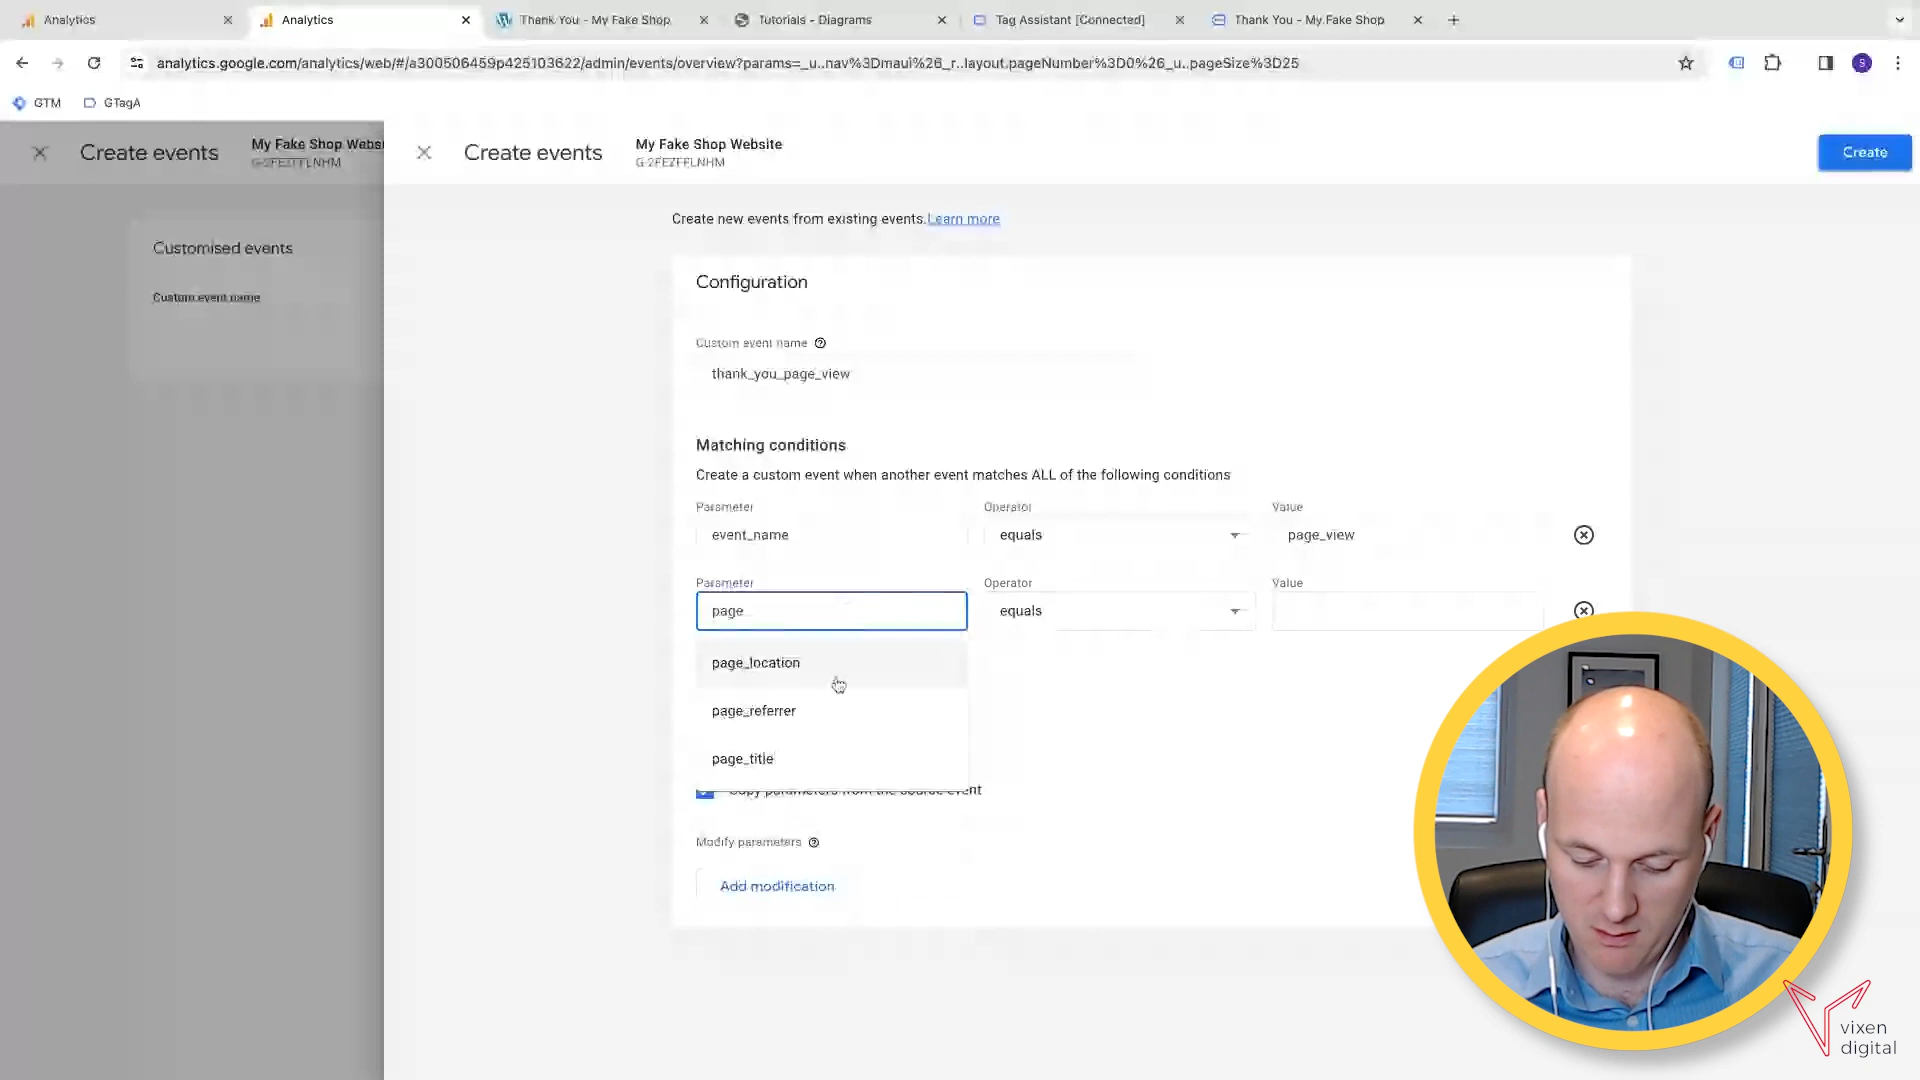 Analytics
Analytics
Thank You - My Fake Shop
Tutorials - Diagrams
Tag Assistant [Connected]
Thank You - My Fake Shop
analytics.google.com/analytics/web/#/a300506459p425103622/admin/events/overview?params=_u..nav%3Dmaui%26_r..layout.pageNumber%3D0%26_u..pageSize%3D25
S
GTM
GTagA
Create events
My Fake Shop Websi
G-2FEZFFLNHM
Create events
My Fake Shop Website
G-2FEZFFLNHM
Create
Create new events from existing events. Learn more
Customised events
Custom event name
Configuration
Custom event name
thank_you_page_view
Matching conditions
Create a custom event when another event matches ALL of the following conditions
Parameter
Operator
Value
event_name
equals
page_view
Parameter
Operator
Value
page
equals
page_location
page_referrer
page_title
Copy parameters from the source event
Modify parameters
Add modification
vixen
digital